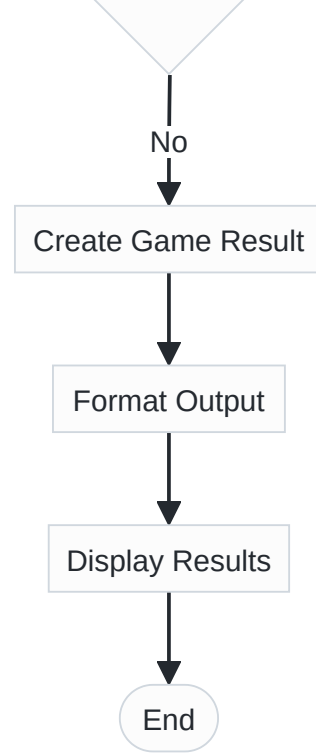 No
Create Game Result
Format Output
Display Results
End